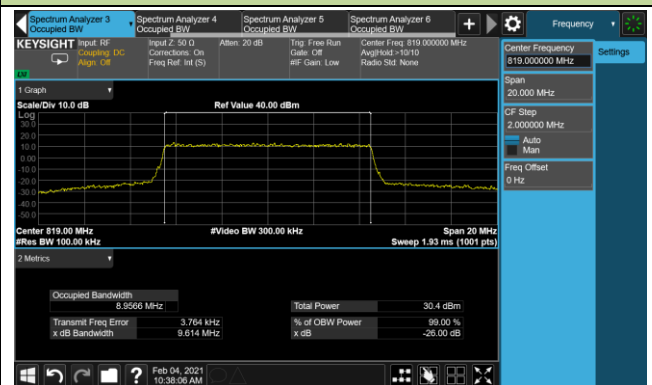 Spectrum Analyzer 3
Occupied BW
Spectrum Analyzer 4
Occupied BW
Spectrum Analyzer 5
Occupied BW
Spectrum Analyzer 6
Occupied BW
+
Frequency
KEYSIGHT
Input: RF
Coupling: DC
Align: Off
Input Z: 50 Ω
Corrections: On
Freq Ref: Int (S)
Atten: 20 dB
Trig: Free Run
Gate: Off
#IF Gain: Low
Center Freq: 819.000000 MHz
Avg|Hold:>10/10
Radio Std: None
Center Frequency
819.000000 MHz
Settings
Span
20.000 MHz
CF Step
2.000000 MHz
Auto
Man
Freq Offset
0 Hz
1 Graph
Scale/Div 10.0 dB
Ref Value 40.00 dBm
Log
30.0
20.0
10.0
0.00
-10.0
-20.0
-30.0
-40.0
-50.0
Center 819.00 MHz
#Video BW 300.00 kHz
Span 20 MHz
#Res BW 100.00 kHz
Sweep 1.93 ms (1001 pts)
2 Metrics
Occupied Bandwidth
8.9566 MHz
Total Power
30.4 dBm
Transmit Freq Error
3.764 kHz
% of OBW Power
99.00 %
x dB Bandwidth
9.614 MHz
x dB
-26.00 dB
?
Feb 04, 2021
10:38:06 AM